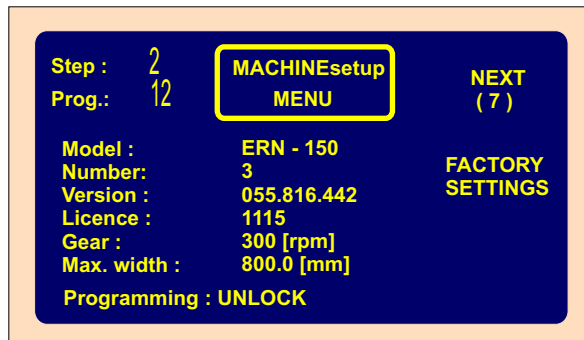 Step : 2
Prog.: 12
MACHINEsetup
MENU
NEXT
( 7 )
Model : ERN - 150
Number: 3
Version : 055.816.442
Licence : 1115
Gear : 300 [rpm]
Max. width : 800.0 [mm]
FACTORY
SETTINGS
Programming : UNLOCK